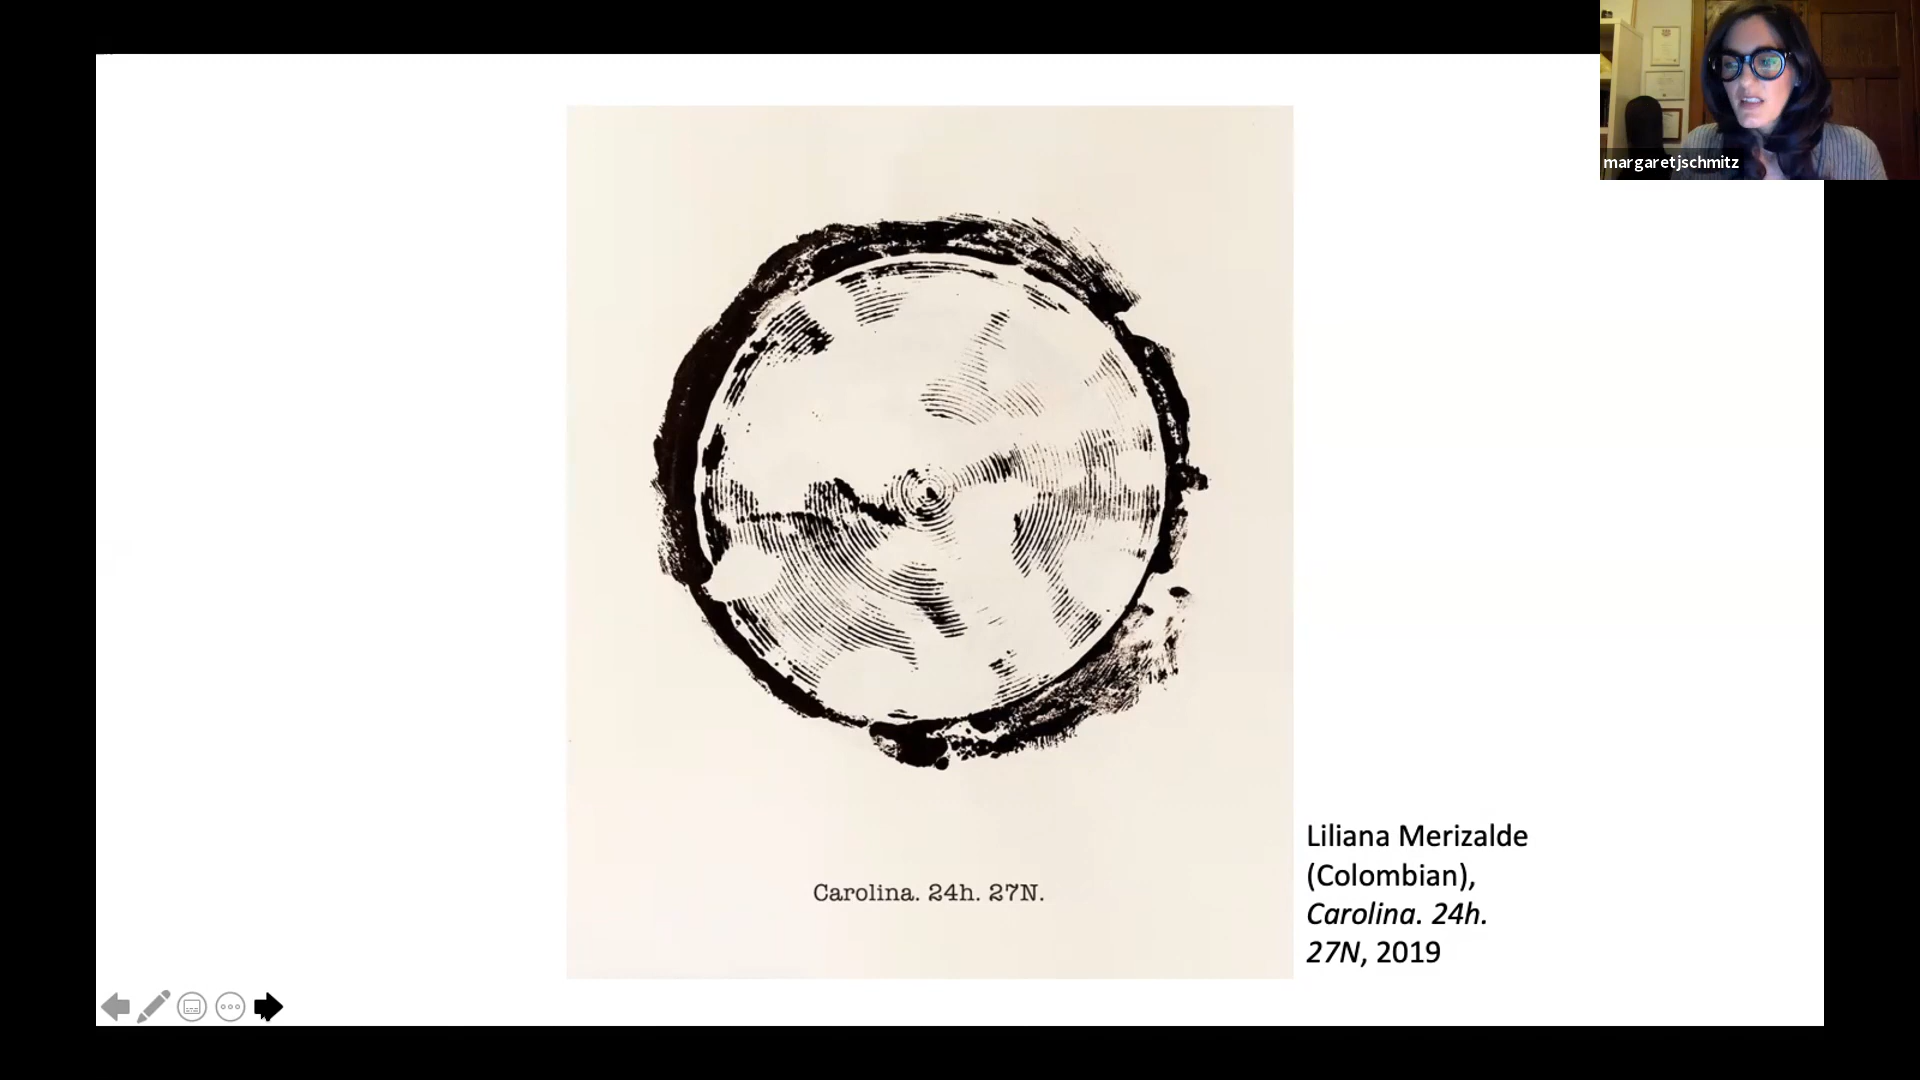 margaretjschmitz
Carolina. 24h. 27N.
Liliana Merizalde
(Colombian),
Carolina. 24h.
27N, 2019